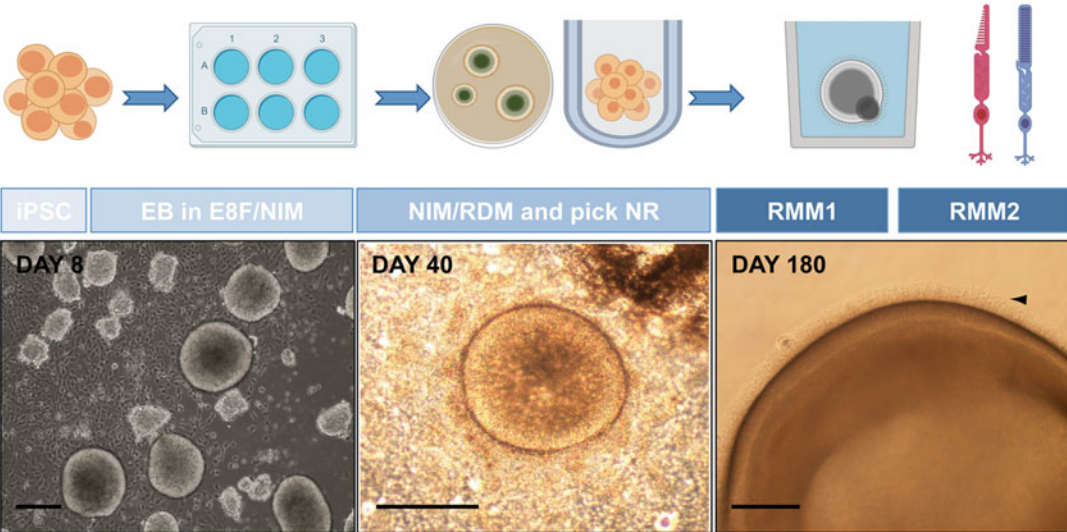 1 2 3
A
B
iPSC
EB in E8F/NIM
NIM/RDM and pick NR
RMM1
RMM2
DAY 8
DAY 40
DAY 180